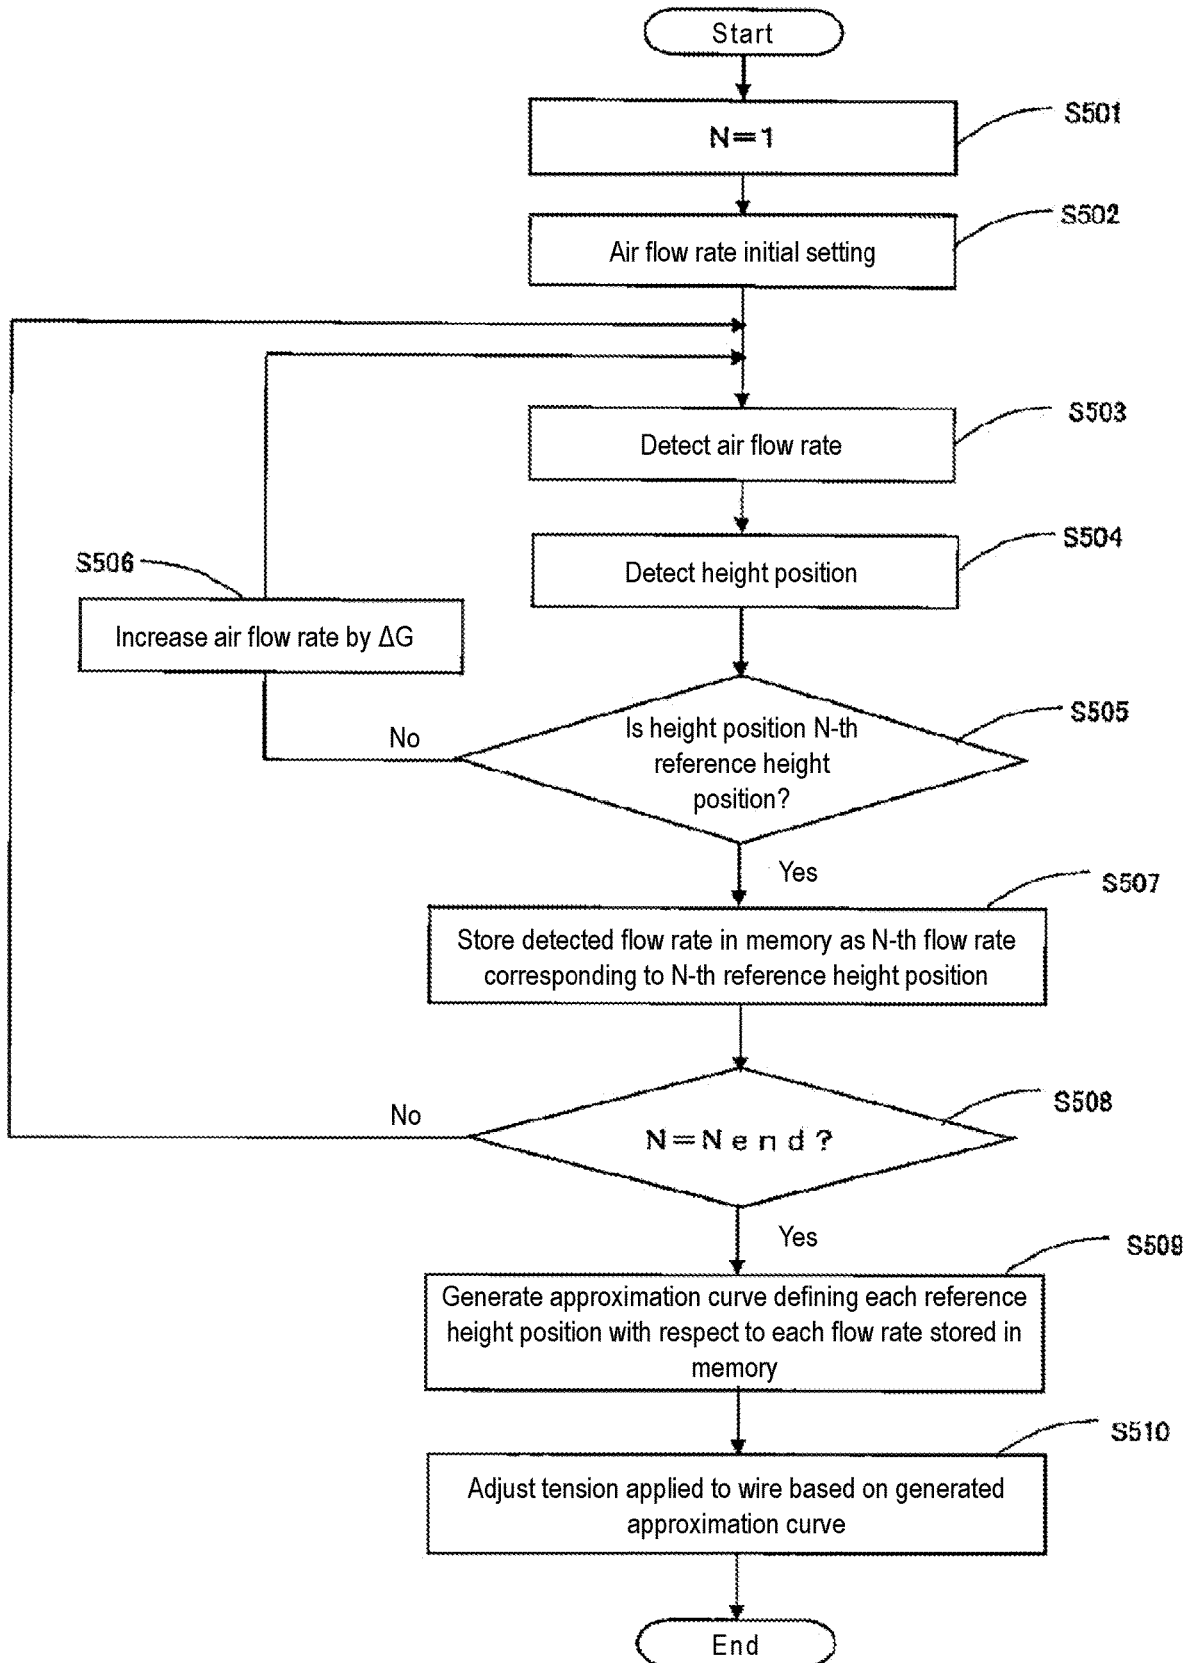 Start
S501
N=1
S502
Air flow rate initial setting
S503
Detect air flow rate
S504
Detect height position
S506
Increase air flow rate by ΔG
S505
Is height position N-th
reference height
position?
No
Yes
S507
Store detected flow rate in memory as N-th flow rate
corresponding to N-th reference height position
S508
N=Nend?
No
Yes
S509
Generate approximation curve defining each reference
height position with respect to each flow rate stored in
memory
S510
Adjust tension applied to wire based on generated
approximation curve
End